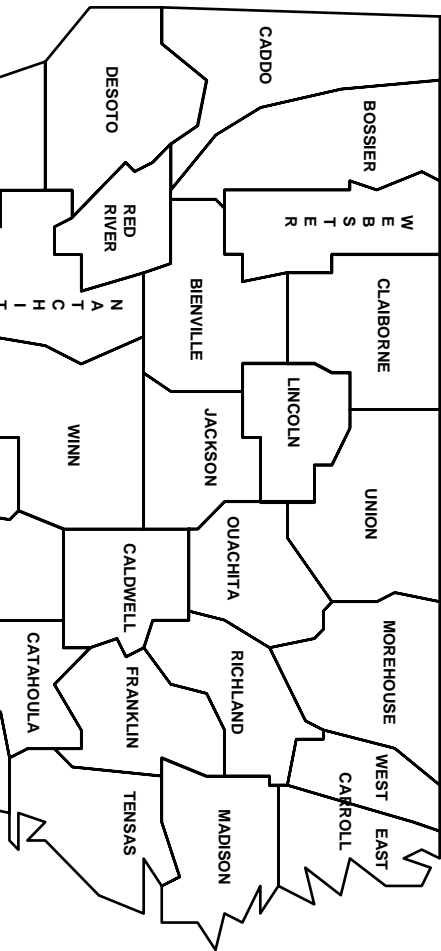 CADDO
BOSSIER
W E B S T E R
CLAIBORNE
UNION
MOREHOUSE
WEST
EAST
CARROLL
LINCOLN
BIENVILLE
JACKSON
OUACHITA
RICHLAND
MADISON
DESOTO
RED
RIVER
N A T C H I T
WINN
CALDWELL
FRANKLIN
TENSAS
CATAHOULA